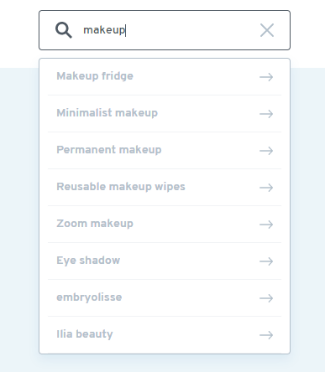 makeup
Makeup fridge
Minimalist makeup
Permanent makeup
Reusable makeup wipes
Zoom makeup
Eye shadow
embryolisse
Ilia beauty